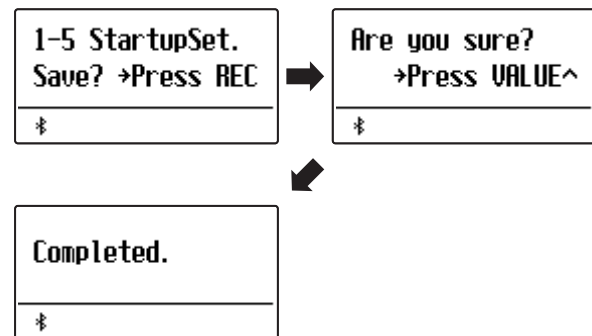 1-5 StartupSet.
Save? →Press REC
Are you sure?
→Press VALUE^
Completed.